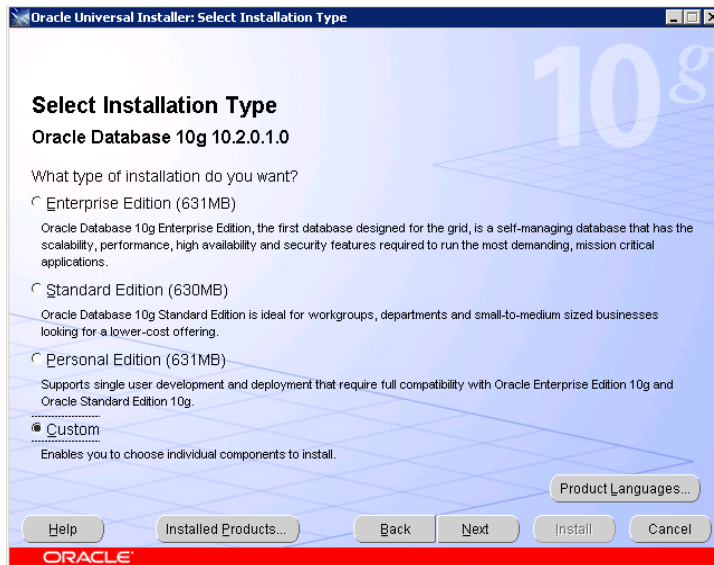 Oracle Universal Installer: Select Installation Type
10g
Select Installation Type
Oracle Database 10g 10.2.0.1.0
What type of installation do you want?
Enterprise Edition (631MB)
Oracle Database 10g Enterprise Edition, the first database designed for the grid, is a self-managing database that has the
scalability, performance, high availability and security features required to run the most demanding, mission critical
applications.
Standard Edition (630MB)
Oracle Database 10g Standard Edition is ideal for workgroups, departments and small-to-medium sized businesses
looking for a lower-cost offering.
Personal Edition (631MB)
Supports single user development and deployment that require full compatibility with Oracle Enterprise Edition 10g and
Oracle Standard Edition 10g.
Custom
Enables you to choose individual components to install.
Product Languages...
Help Installed Products... Back Next Install Cancel
ORACLE